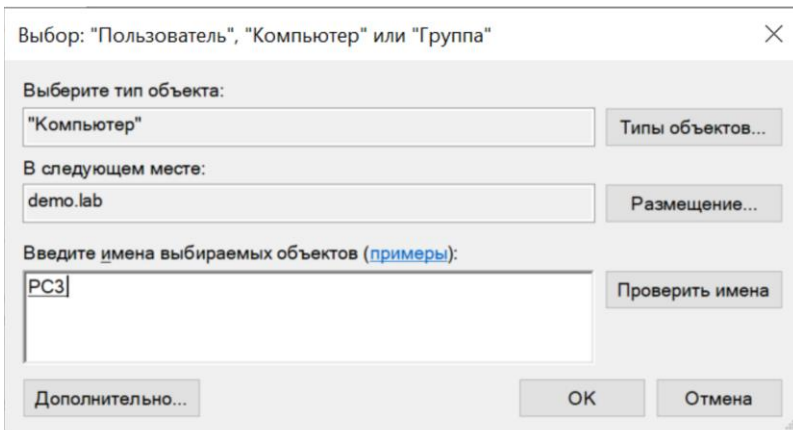 Выбор: "Пользователь", "Компьютер" или "Группа"
Выберите тип объекта:
"Компьютер"
Типы объектов...
В следующем месте:
demo.lab
Размещение...
Введите имена выбираемых объектов (примеры):
PC3
Проверить имена
Дополнительно...
ОК
Отмена